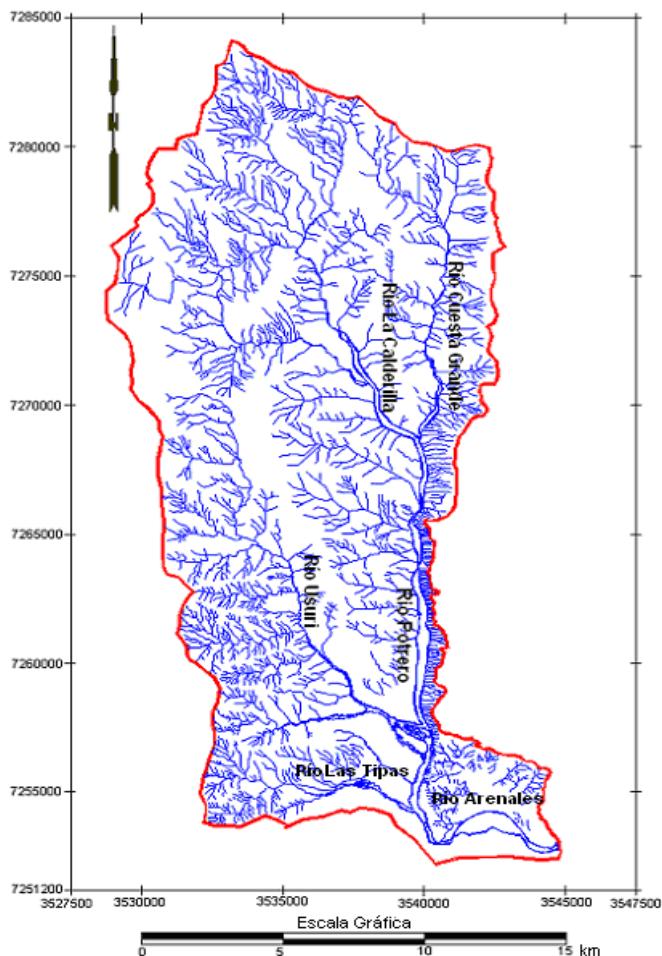 7285000
7280000
7275000
7270000
7265000
7260000
7255000
7251200
Río La Calderilla
Río Cuesta Grande
Río Usuri
Río Potrero
Río Las Tipas
Río Arenales
3527500
3530000
3535000
3540000
3545000
3547500
Escala Gráfica
0 5 10 15 km